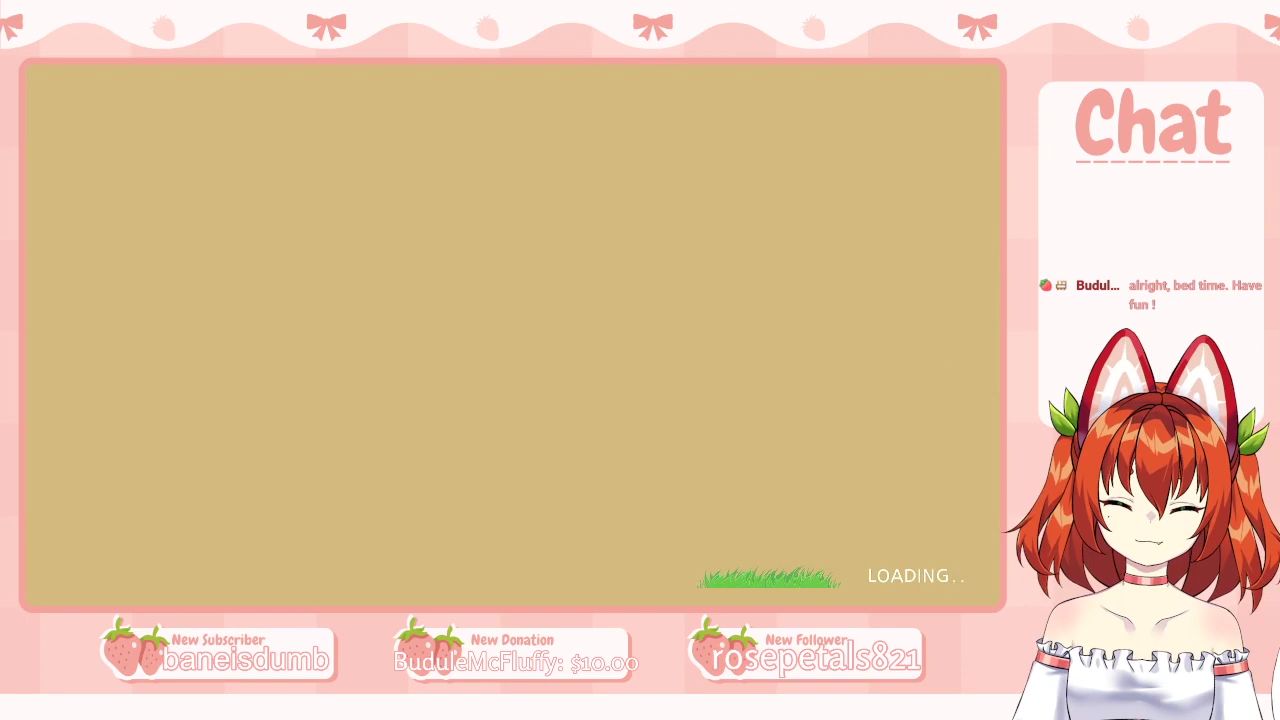 Chat
Budul... alright, bed time. Have
fun !
LOADING..
New Subscriber
baneisdumb
New Donation
BuduleMcFluffy: $10.00
New Follower
rosepetals821